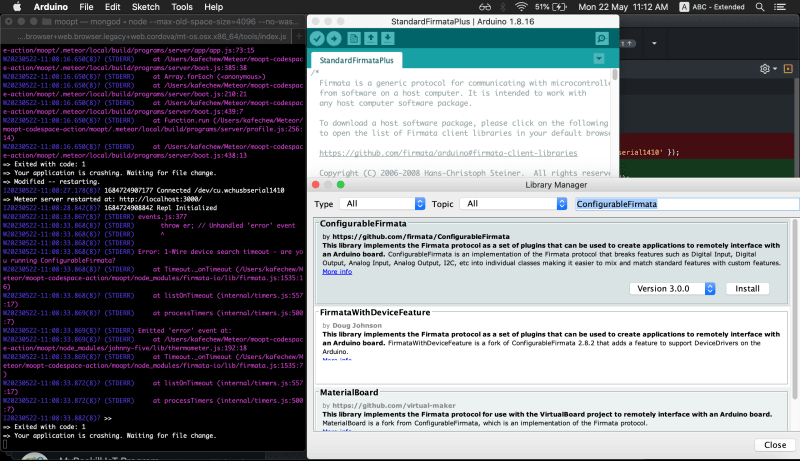 Arduino File Edit Sketch Tools Help
51% Mon 22 May 11:12 AM ABC - Extended
moopt — mongod • node --max-old-space-size=4096 --no-was...
...browser+web.browser.legacy+web.cordova/mt-os.osx.x86_64/tools/index.js
e-action/moopt/.meteor/local/build/programs/server/app/app.js:73:15
W20230522-11:08:16.650(8)? (STDERR) at /Users/kafechew/Meteor/moopt-codespac
e-action/moopt/.meteor/local/build/programs/server/boot.js:385:38
W20230522-11:08:16.650(8)? (STDERR) at Array.forEach (<anonymous>)
W20230522-11:08:16.650(8)? (STDERR) at /Users/kafechew/Meteor/moopt-codespac
e-action/moopt/.meteor/local/build/programs/server/boot.js:210:21
W20230522-11:08:16.650(8)? (STDERR) at /Users/kafechew/Meteor/moopt-codespac
e-action/moopt/.meteor/local/build/programs/server/boot.js:439:7
W20230522-11:08:16.650(8)? (STDERR) at Function.run (/Users/kafechew/Meteor/
moopt-codespace-action/moopt/.meteor/local/build/programs/server/profile.js:256:
14)
W20230522-11:08:16.650(8)? (STDERR) at /Users/kafechew/Meteor/moopt-codespac
e-action/moopt/.meteor/local/build/programs/server/boot.js:438:13
=> Exited with code: 1
=> Your application is crashing. Waiting for file change.
=> Modified -- restarting.
I20230522-11:08:27.178(8)? 1684724907177 Connected /dev/cu.wchusbserial1410
=> Meteor server restarted at: http://localhost:3000/
I20230522-11:08:28.842(8)? 1684724908842 Repl Initialized
W20230522-11:08:33.867(8)? (STDERR) events.js:377
W20230522-11:08:33.868(8)? (STDERR) throw er; // Unhandled 'error' event
W20230522-11:08:33.868(8)? (STDERR) ^
W20230522-11:08:33.868(8)? (STDERR)
W20230522-11:08:33.868(8)? (STDERR) Error: 1-Wire device search timeout - are yo
u running ConfigurableFirmata?
W20230522-11:08:33.868(8)? (STDERR) at Timeout._onTimeout (/Users/kafechew/M
eteor/moopt-codespace-action/moopt/node_modules/firmata-io/lib/firmata.js:1535:1
6)
W20230522-11:08:33.868(8)? (STDERR) at listOnTimeout (internal/timers.js:557
:17)
W20230522-11:08:33.868(8)? (STDERR) at processTimers (internal/timers.js:500
:7)
W20230522-11:08:33.869(8)? (STDERR) Emitted 'error' event at:
W20230522-11:08:33.869(8)? (STDERR) at /Users/kafechew/Meteor/moopt-codespac
e-action/moopt/node_modules/johnny-five/lib/thermometer.js:192:18
W20230522-11:08:33.871(8)? (STDERR) at Timeout._onTimeout (/Users/kafechew/M
eteor/moopt-codespace-action/moopt/node_modules/firmata-io/lib/firmata.js:1535:7
)
W20230522-11:08:33.872(8)? (STDERR) at listOnTimeout (internal/timers.js:557
:17)
W20230522-11:08:33.872(8)? (STDERR) at processTimers (internal/timers.js:500
:7)
W20230522-11:08:33.882(8)? (STDERR) >>
=> Exited with code: 1
=> Your application is crashing. Waiting for file change.
StandardFirmataPlus | Arduino 1.8.16
StandardFirmataPlus
/*
Firmata is a generic protocol for communicating with microcontrolle
from software on a host computer. It is intended to work with
any host computer software package.
To download a host software package, please click on the following
to open the list of Firmata client libraries in your default browse
https://github.com/firmata/arduino#firmata-client-libraries
Copyright (C) 2006-2008 Hans-Christoph Steiner. All rights reserve
serial1410' });
Library Manager
Type All Topic All ConfigurableFirmata
ConfigurableFirmata
by https://github.com/firmata/ConfigurableFirmata
This library implements the Firmata protocol as a set of plugins that can be used to create applications to remotely interface with
an Arduino board. ConfigurableFirmata is an implementation of the Firmata protocol that breaks features such as Digital Input, Digital
Output, Analog Input, Analog Output, I2C, etc into individual classes making it easier to mix and match standard features with custom features.
More info
Version 3.0.0 Install
FirmataWithDeviceFeature
by Doug Johnson
This library implements the Firmata protocol as a set of plugins that can be used to create applications to remotely interface with
an Arduino board. FirmataWithDeviceFeature is a fork of ConfigurableFirmata 2.8.2 that adds a feature to support DeviceDrivers on the
Arduino.
More info
MaterialBoard
by https://github.com/virtual-maker
This library implements the Firmata protocol for use with the VirtualBoard project to remotely interface with an Arduino board.
MaterialBoard is a fork from ConfigurableFirmata, which is an implementation of the Firmata protocol.
More info
Close